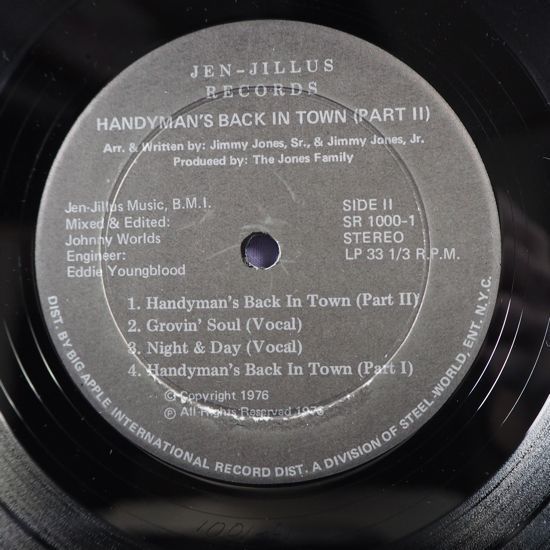 JEN-JILLUS
RECORDS
HANDYMAN'S BACK IN TOWN (PART II)
Arr. & Written by: Jimmy Jones, Sr., & Jimmy Jones, Jr.
Produced by: The Jones Family
Jen-Jillus Music, B.M.I.
Mixed & Edited:
Johnny Worlds
Engineer:
Eddie Youngblood
SIDE II
SR 1000-1
STEREO
LP 33 1/3 R.P.M.
1. Handyman's Back In Town (Part II)
2. Grovin' Soul (Vocal)
3. Night & Day (Vocal)
4. Handyman's Back In Town (Part I)
© Copyright 1976
Ⓟ All Rights Reserved 1976
DIST. BY BIG APPLE INTERNATIONAL RECORD DIST. A DIVISION OF STEEL-WORLD, ENT. N.Y.C.